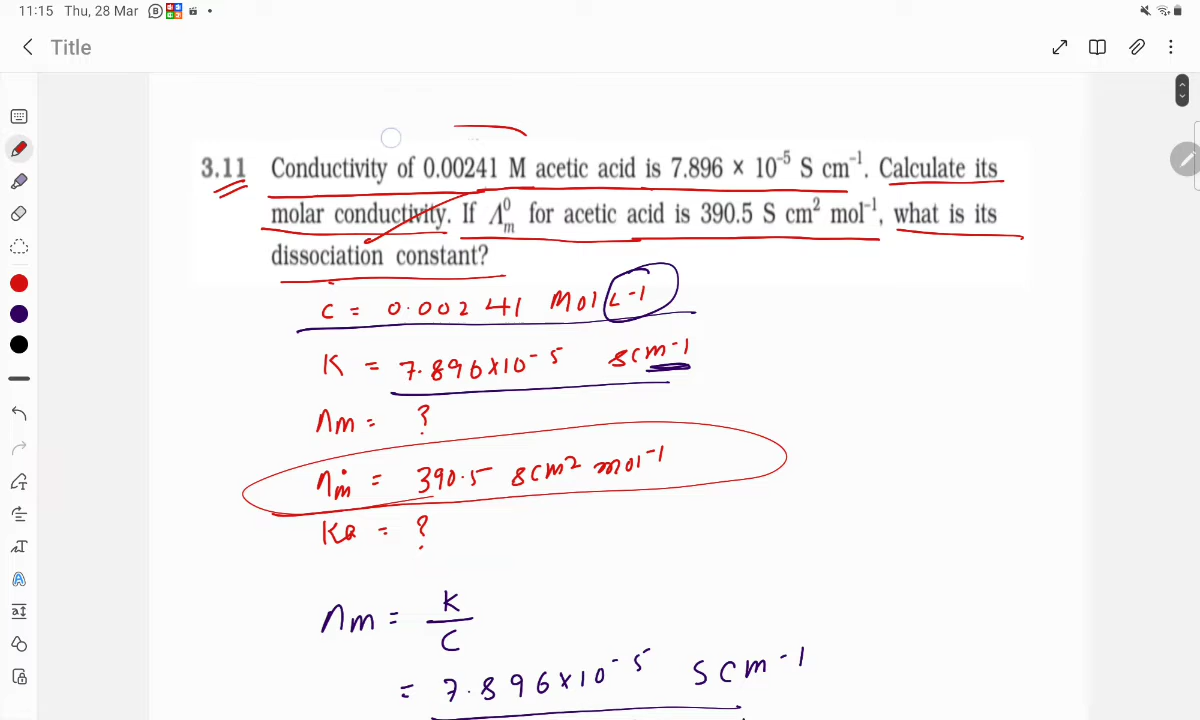 11:15 Thu, 28 Mar
Title
3.11 Conductivity of 0.00241 M acetic acid is 7.896 × 10⁻⁵ S cm⁻¹. Calculate its
molar conductivity. If Λ⁰m for acetic acid is 390.5 S cm² mol⁻¹, what is its
dissociation constant?
C = 0.00241 Mol L-1
K = 7.896×10⁻⁵ Scm-1
Λm = ?
Λ°m = 390.5 Scm² mol-1
Ka = ?
Λm = K
C
= 7.896×10⁻⁵ Scm-1